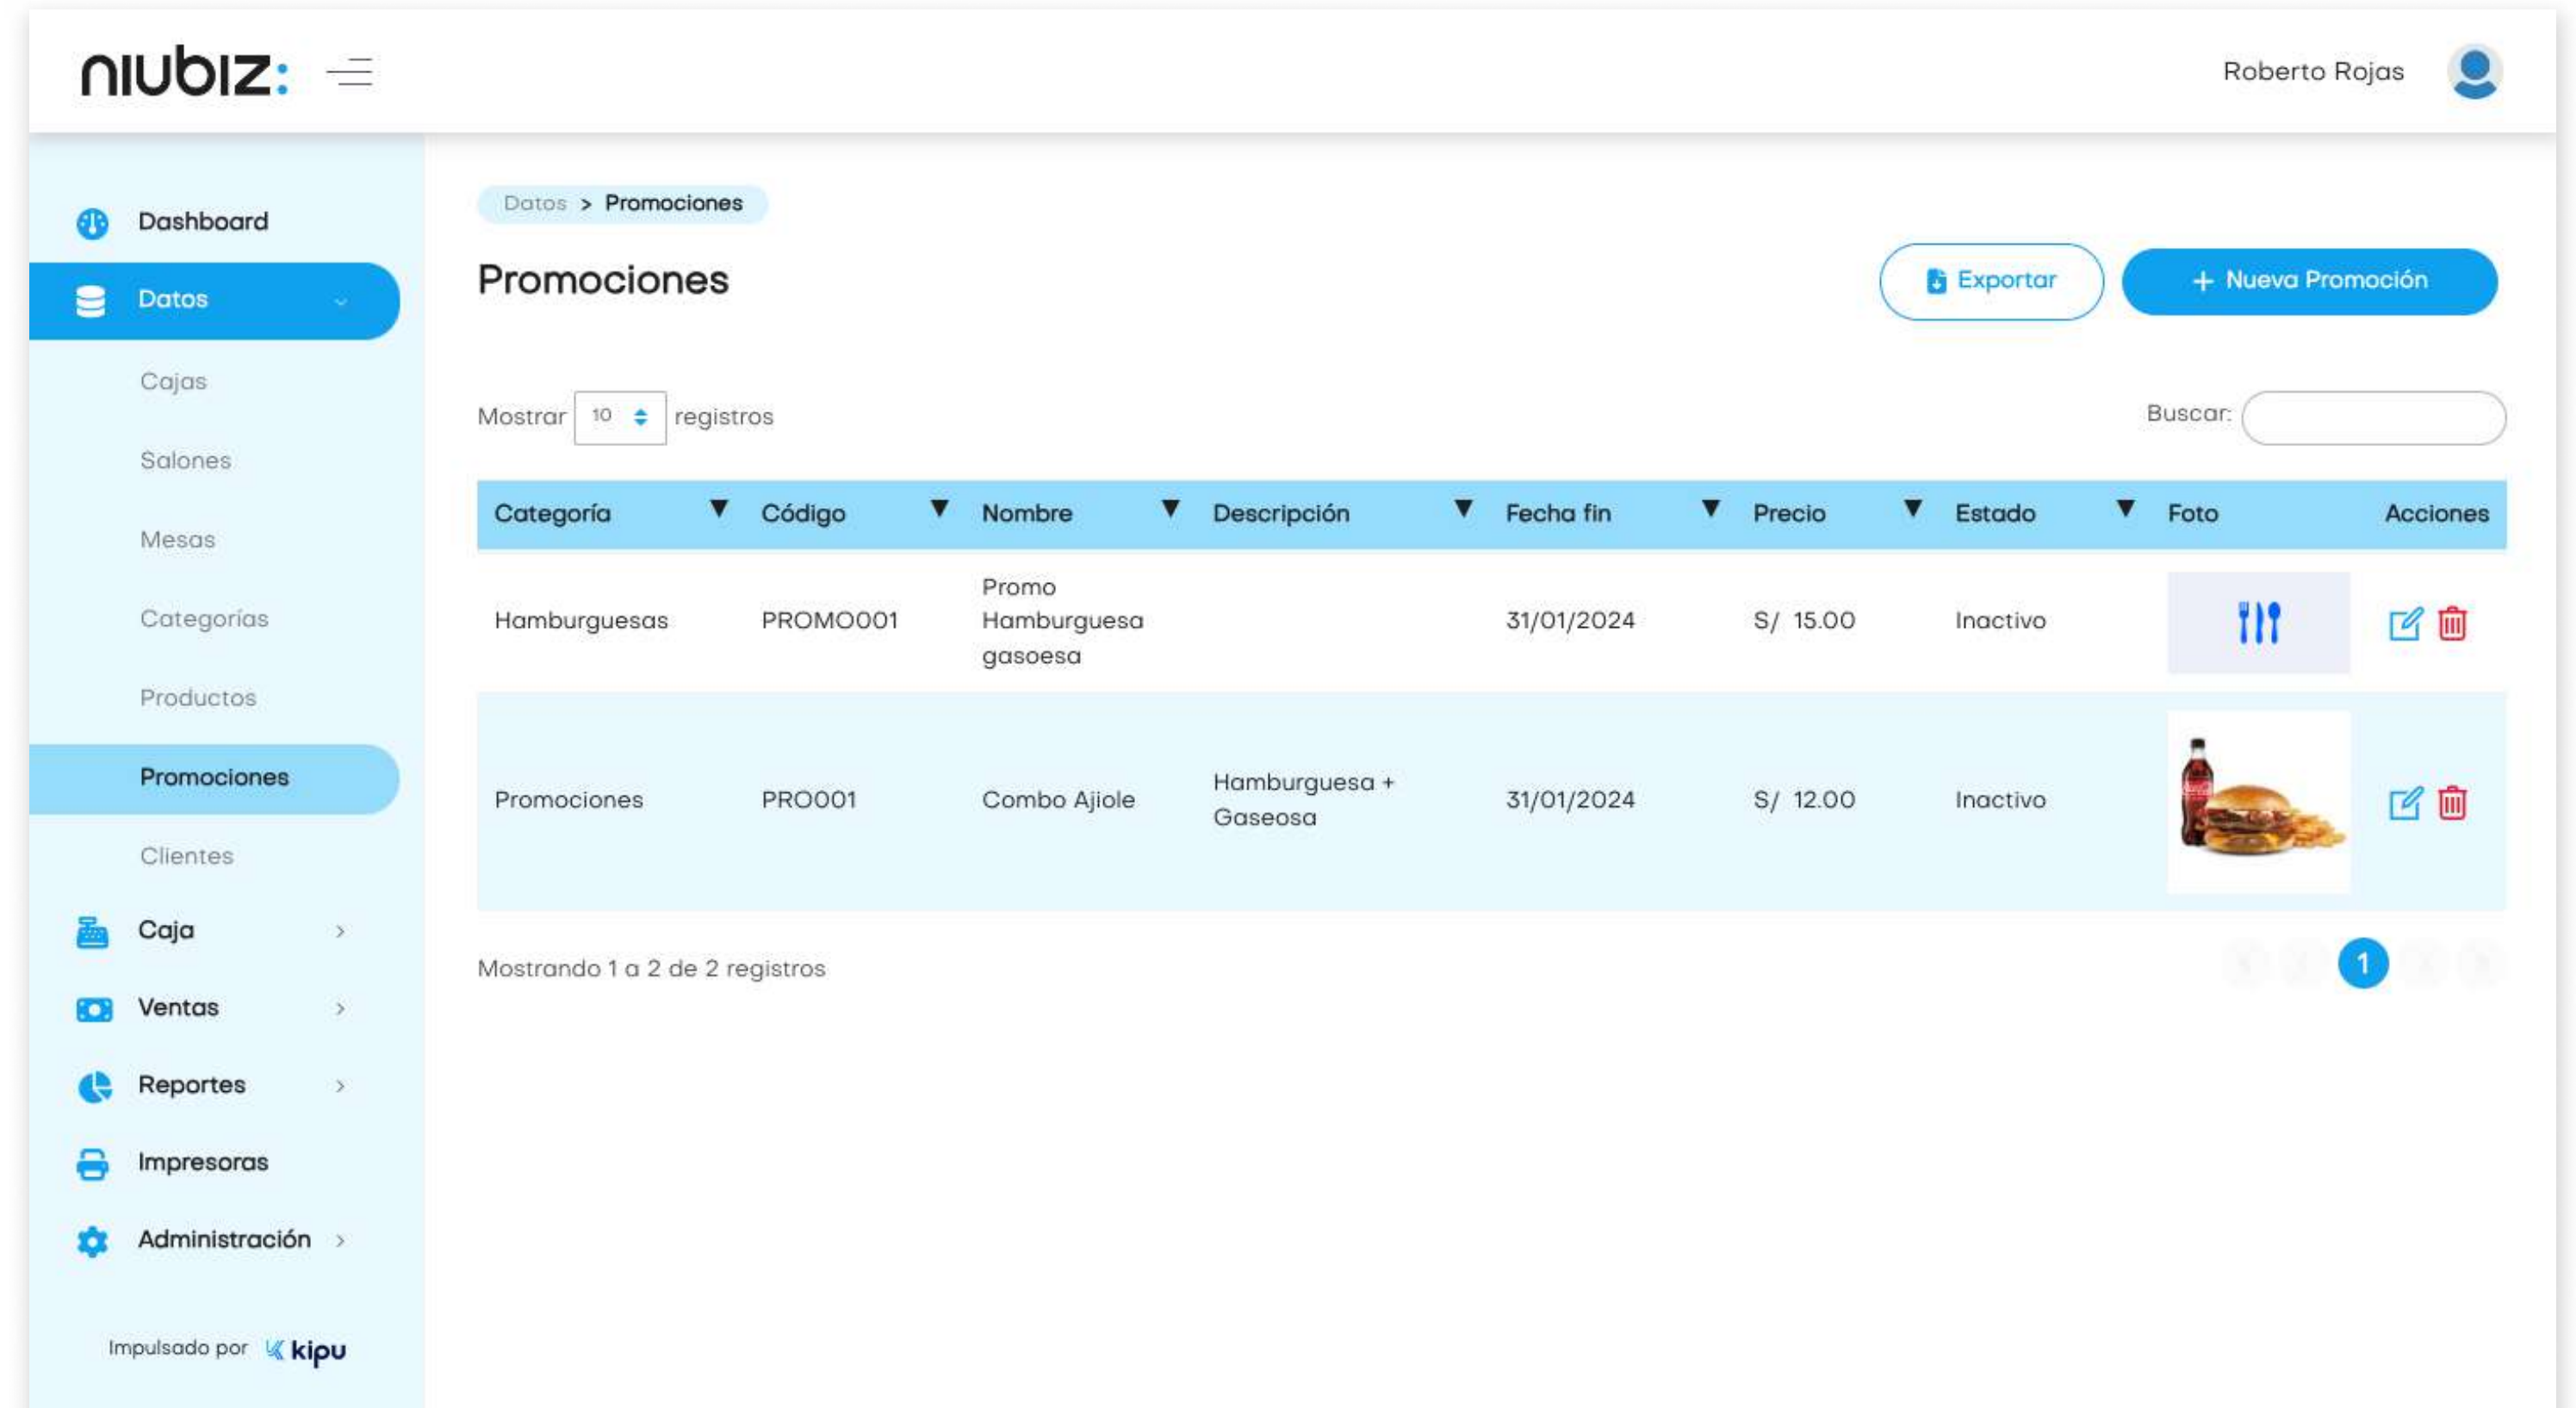 niubiz:
Roberto Rojas
Dashboard
Datos
Cajas
Salones
Mesas
Categorías
Productos
Promociones
Clientes
Caja
Ventas
Reportes
Impresoras
Administración
Impulsado por kipu
Datos > Promociones
Promociones
Exportar
+ Nueva Promoción
Mostrar 10 registros
Buscar:
Categoría Código Nombre Descripción Fecha fin Precio Estado Foto Acciones
Promo
Hamburguesas PROMO001 Hamburguesa 31/01/2024 S/ 15.00 Inactivo
gasoesa
Hamburguesa +
Promociones PRO001 Combo Ajiole 31/01/2024 S/ 12.00 Inactivo
Gaseosa
Mostrando 1 a 2 de 2 registros
1